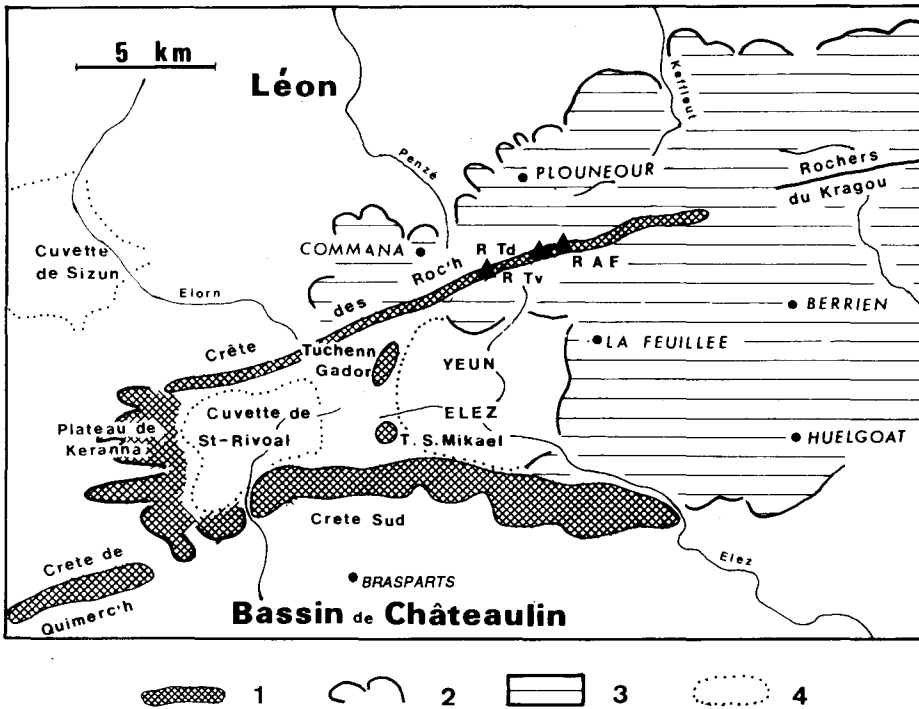 5 km
Léon
Keffleut
Penzé
PLOUNEOUR
Rochers
du Kragou
COMMANA
Cuvette
de Sizun
R Td
R A F
R Tv
Elorn
Crête des Roc'h
BERRIEN
LA FEUILLEE
Tuchenn
Gador
YEUN
ELEZ
Cuvette de
St-Rivoal
T.S.Mikael
Plateau de
Keranna
HUELGOAT
Crete Sud
Crete de
Quimerc'h
Elez
BRASPARTS
Bassin de Châteaulin
1 2 3 4